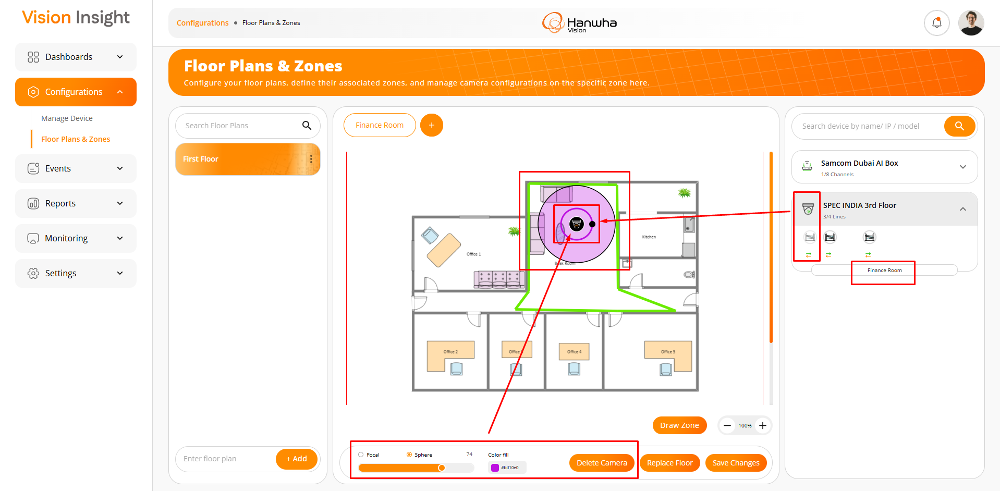 Vision Insight
Dashboards
Configurations
Manage Device
Floor Plans & Zones
Events
Reports
Monitoring
Settings
Configurations • Floor Plans & Zones
Hanwha
Vision
Floor Plans & Zones
Configure your floor plans, define their associated zones, and manage camera configurations on the specific zone here.
Search Floor Plans
First Floor
Enter floor plan
+ Add
Finance Room
+
Office 1
Kitchen
Room
Office 2
Office
Office 4
Office 5
Draw Zone
100%
Focal
Sphere
74
Color fill
#bd10e0
Delete Camera
Replace Floor
Save Changes
Search device by name/ IP / model
Samcom Dubai AI Box
1/8 Channels
SPEC INDIA 3rd Floor
3/4 Lines
Finance Room